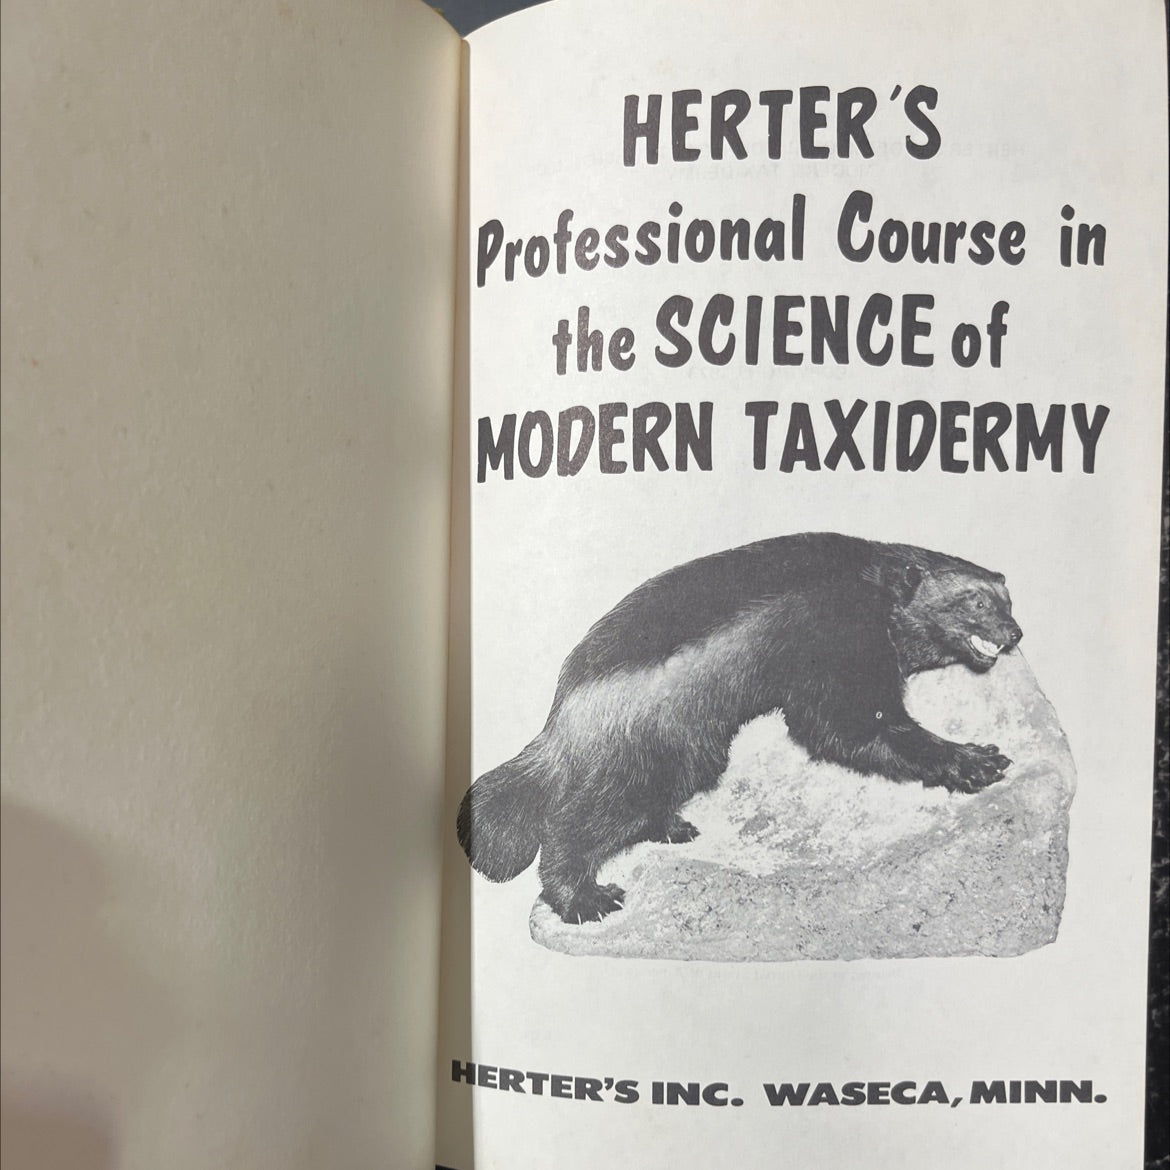 HERTER'S
Professional Course in
the SCIENCE of
MODERN TAXIDERMY
HERTER'S INC. WASECA, MINN.